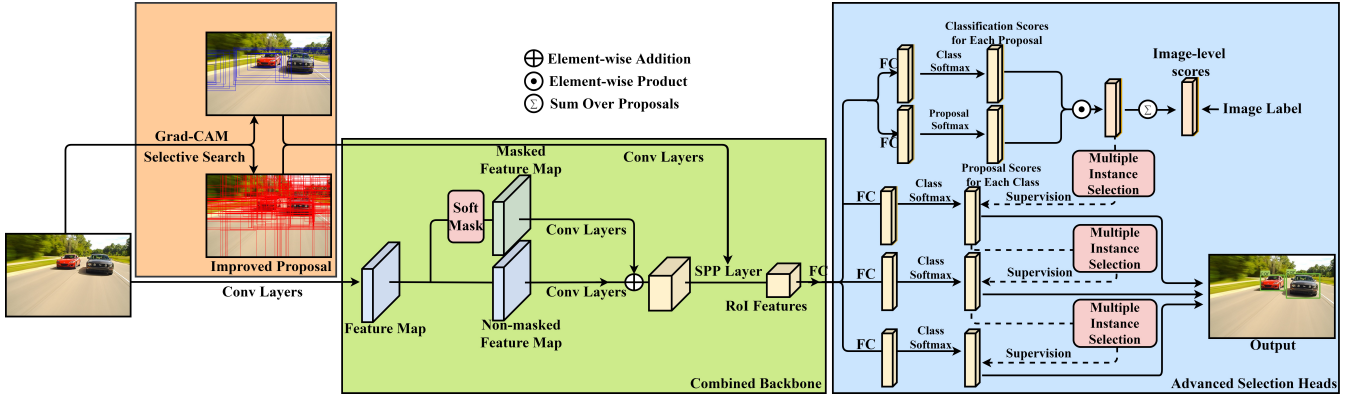 Grad-CAM
Selective Search
Improved Proposal
Conv Layers
Element-wise Addition
Element-wise Product
Σ Sum Over Proposals
Conv Layers
Masked
Feature Map
Soft
Mask
Conv Layers
Feature Map
Non-masked
Feature Map
Conv Layers
SPP Layer
RoI Features
FC
Combined Backbone
Classification Scores
for Each Proposal
FC
Class
Softmax
FC
Proposal
Softmax
Σ
Image-level
scores
Image Label
Proposal Scores
for Each Class
Multiple
Instance
Selection
FC
Class
Softmax
Supervision
Multiple
Instance
Selection
FC
Class
Softmax
Supervision
Multiple
Instance
Selection
FC
Class
Softmax
Supervision
Output
Advanced Selection Heads